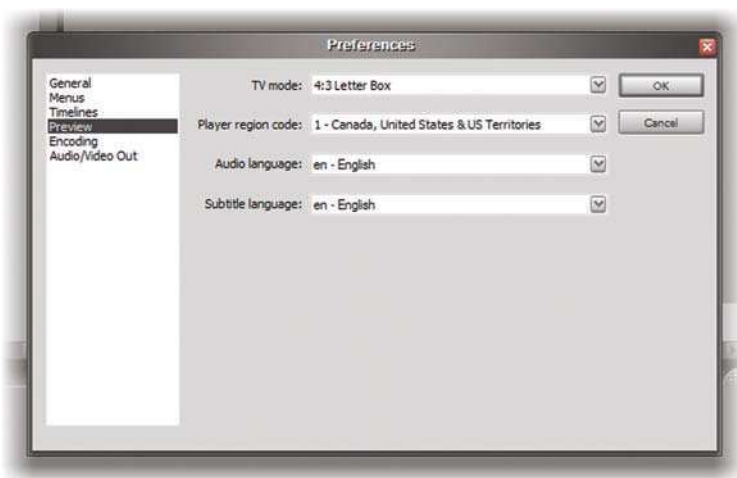 Preferences
General
Menus
Timelines
Preview
Encoding
Audio/Video Out
TV mode: 4:3 Letter Box
Player region code: 1 - Canada, United States & US Territories
Audio language: en - English
Subtitle language: en - English
OK
Cancel